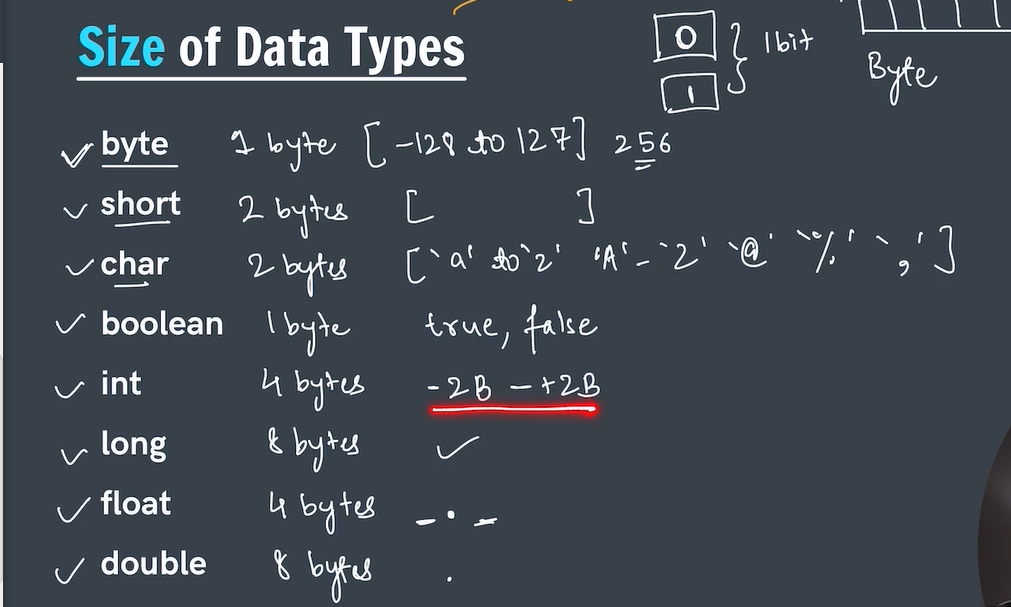 Size of Data Types
0
1
1 bit
Byte
byte 1 byte [-128 to 127] 256
short 2 bytes [ ]
char 2 bytes ['a' to 'z' 'A' - 'Z' '@' '%' ',']
boolean 1 byte true, false
int 4 bytes -2B - +2B
long 8 bytes
float 4 bytes - . -
double 8 bytes .